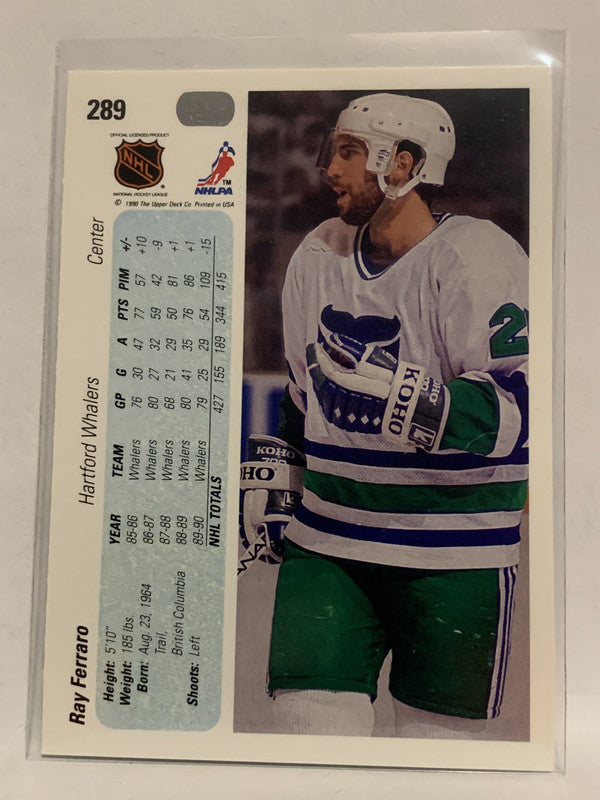 289
OFFICIAL LICENSED PRODUCT
NHL
NATIONAL HOCKEY LEAGUE
TM
NHLPA
© 1990 The Upper Deck Co. Printed in USA
Ray Ferraro Hartford Whalers Center
Height: 5'10"
Weight: 185 lbs.
Born: Aug. 23, 1964
Trail,
British Columbia
Shoots: Left
YEAR TEAM GP G A PTS PIM +/-
85-86 Whalers 76 30 47 77 57 +10
86-87 Whalers 80 27 32 59 42 -9
87-88 Whalers 68 21 29 50 81 +1
88-89 Whalers 80 41 35 76 86 +1
89-90 Whalers 79 25 29 54 109 -15
NHL TOTALS 427 155 189 344 415
2
KOHO
KOHO
700
OHO